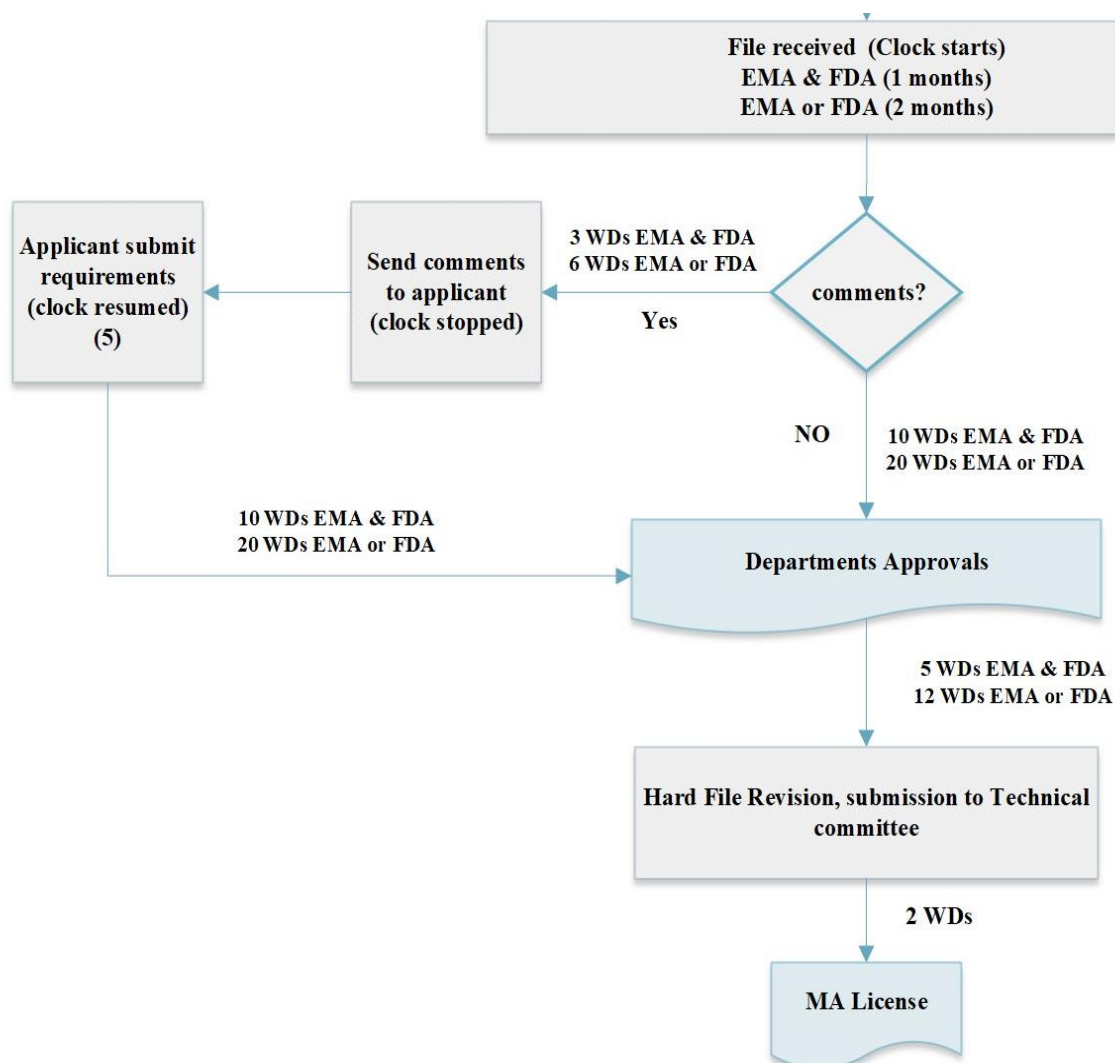 File received (Clock starts)
EMA & FDA (1 months)
EMA or FDA (2 months)
Applicant submit
requirements
(clock resumed)
(5)
Send comments
to applicant
(clock stopped)
3 WDs EMA & FDA
6 WDs EMA or FDA
Yes
comments?
NO
10 WDs EMA & FDA
20 WDs EMA or FDA
10 WDs EMA & FDA
20 WDs EMA or FDA
Departments Approvals
5 WDs EMA & FDA
12 WDs EMA or FDA
Hard File Revision, submission to Technical
committee
2 WDs
MA License